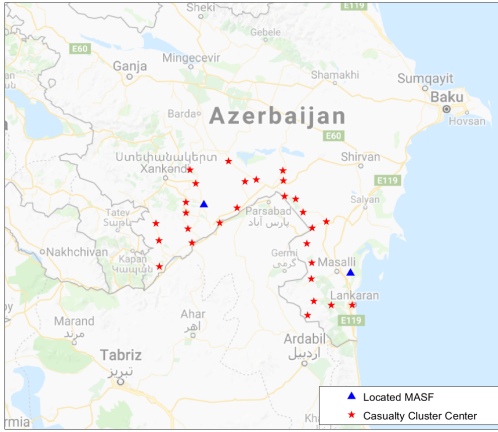 Sheki
E119
Gebele
Mingecevir
E60
Ganja
Shamakhi
Sumqayit
Baku
Hovsan
Barda
Azerbaijan
E60
Ստեփանակերտ
Xankəndi
Shirvan
E119
Salyan
Tatev
Տաթև
Parsabad
پارس آباد
Nakhchivan
Kapan
Կապան
Germi
گرمی
Masalli
Lankaran
Marand
مرند
Ahar
اهر
E119
Ardabil
اردبیل
Tabriz
تبریز
Located MASF
Casualty Cluster Center
rmia